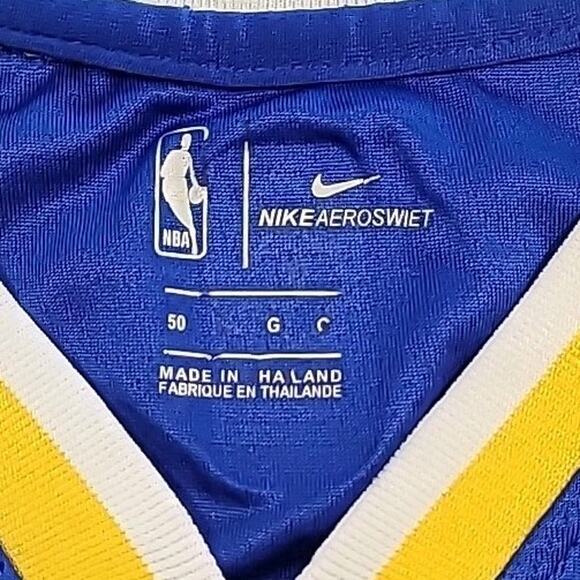 NBA
NIKEAEROSWIET
50 G C
MADE IN HA LAND
FABRIQUE EN THAILANDE